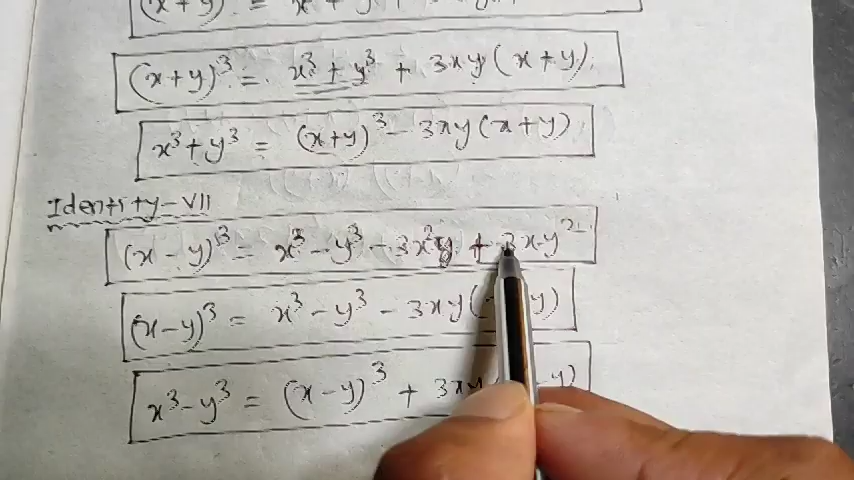 (x+y)³ = x³ + y³ + 3xy(x+y)
x³+y³ = (x+y)³ - 3xy(x+y)
Identity-VII
(x-y)³ = x³-y³-3x²y + 3xy²
(x-y)³ = x³-y³ - 3xy( y)
x³-y³ = (x-y)³ + 3xy -y)